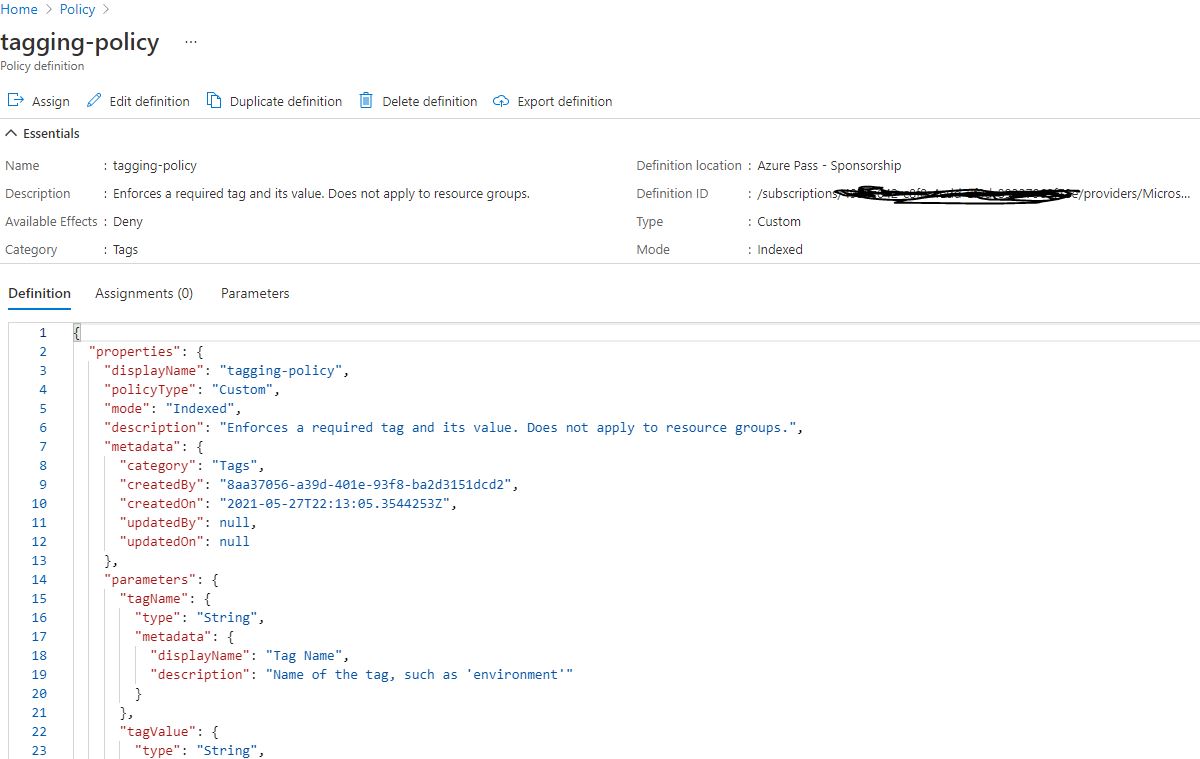 Home > Policy >
tagging-policy ...
Policy definition
Assign Edit definition Duplicate definition Delete definition Export definition
Essentials
Name : tagging-policy Definition location : Azure Pass - Sponsorship
Description : Enforces a required tag and its value. Does not apply to resource groups. Definition ID : /subscriptions/ /providers/Micros...
Available Effects : Deny Type : Custom
Category : Tags Mode : Indexed
Definition Assignments (0) Parameters
1 {
2 "properties": {
3 "displayName": "tagging-policy",
4 "policyType": "Custom",
5 "mode": "Indexed",
6 "description": "Enforces a required tag and its value. Does not apply to resource groups.",
7 "metadata": {
8 "category": "Tags",
9 "createdBy": "8aa37056-a39d-401e-93f8-ba2d3151dcd2",
10 "createdOn": "2021-05-27T22:13:05.3544253Z",
11 "updatedBy": null,
12 "updatedOn": null
13 },
14 "parameters": {
15 "tagName": {
16 "type": "String",
17 "metadata": {
18 "displayName": "Tag Name",
19 "description": "Name of the tag, such as 'environment'"
20 }
21 },
22 "tagValue": {
23 "type": "String",